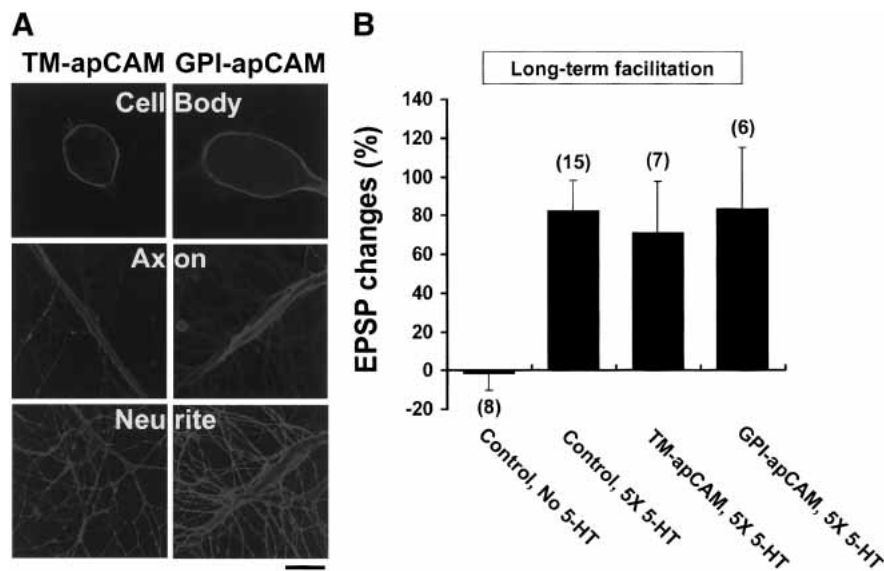 A
TM-apCAM GPI-apCAM
Cell Body
Axon
Neurite
B
Long-term facilitation
EPSP changes (%)
140
120
100
80
60
40
20
0
-20
(8)
(15)
(7)
(6)
Control, No 5-HT
Control, 5X 5-HT
TM-apCAM, 5X 5-HT
GPI-apCAM, 5X 5-HT